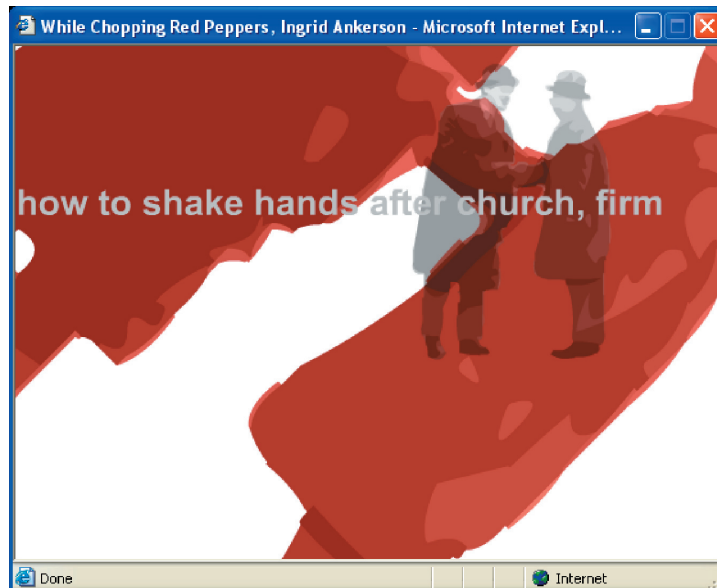 While Chopping Red Peppers, Ingrid Ankerson - Microsoft Internet Expl...
how to shake hands after church, firm
Done
Internet